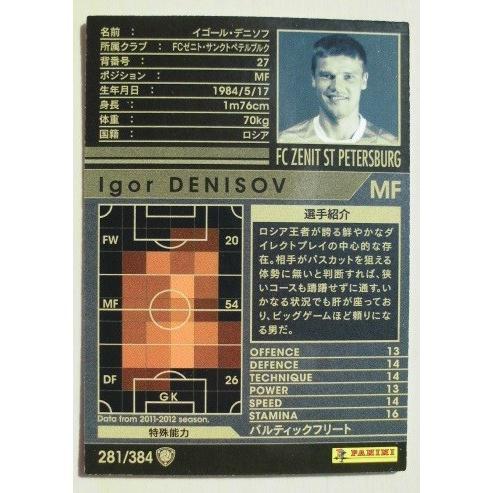 名前 : イゴール・デニソフ
所属クラブ : FCゼニト・サンクトペテルブルク
背番号 : 27
ポジション : MF
生年月日 : 1984/5/17
身長 : 1m76cm
体重 : 70kg
国籍 : ロシア
FC ZENIT ST PETERSBURG
Igor DENISOV
MF
FW 20
MF 54
DF 26
GK
Data from 2011-2012 season.
特殊能力
選手紹介
ロシア王者が誇る鮮やかなダ
イレクトプレイの中心的な存
在。相手がパスカットを狙える
体勢に無いと判断すれば、狭
いコースも躊躇せずに通す。い
かなる状況でも肝が座ってお
り、ビッグゲームほど頼りにな
る男だ。
OFFENCE 13
DEFENCE 14
TECHNIQUE 14
POWER 13
SPEED 14
STAMINA 16
バルティックフリート
281/384
PANINI